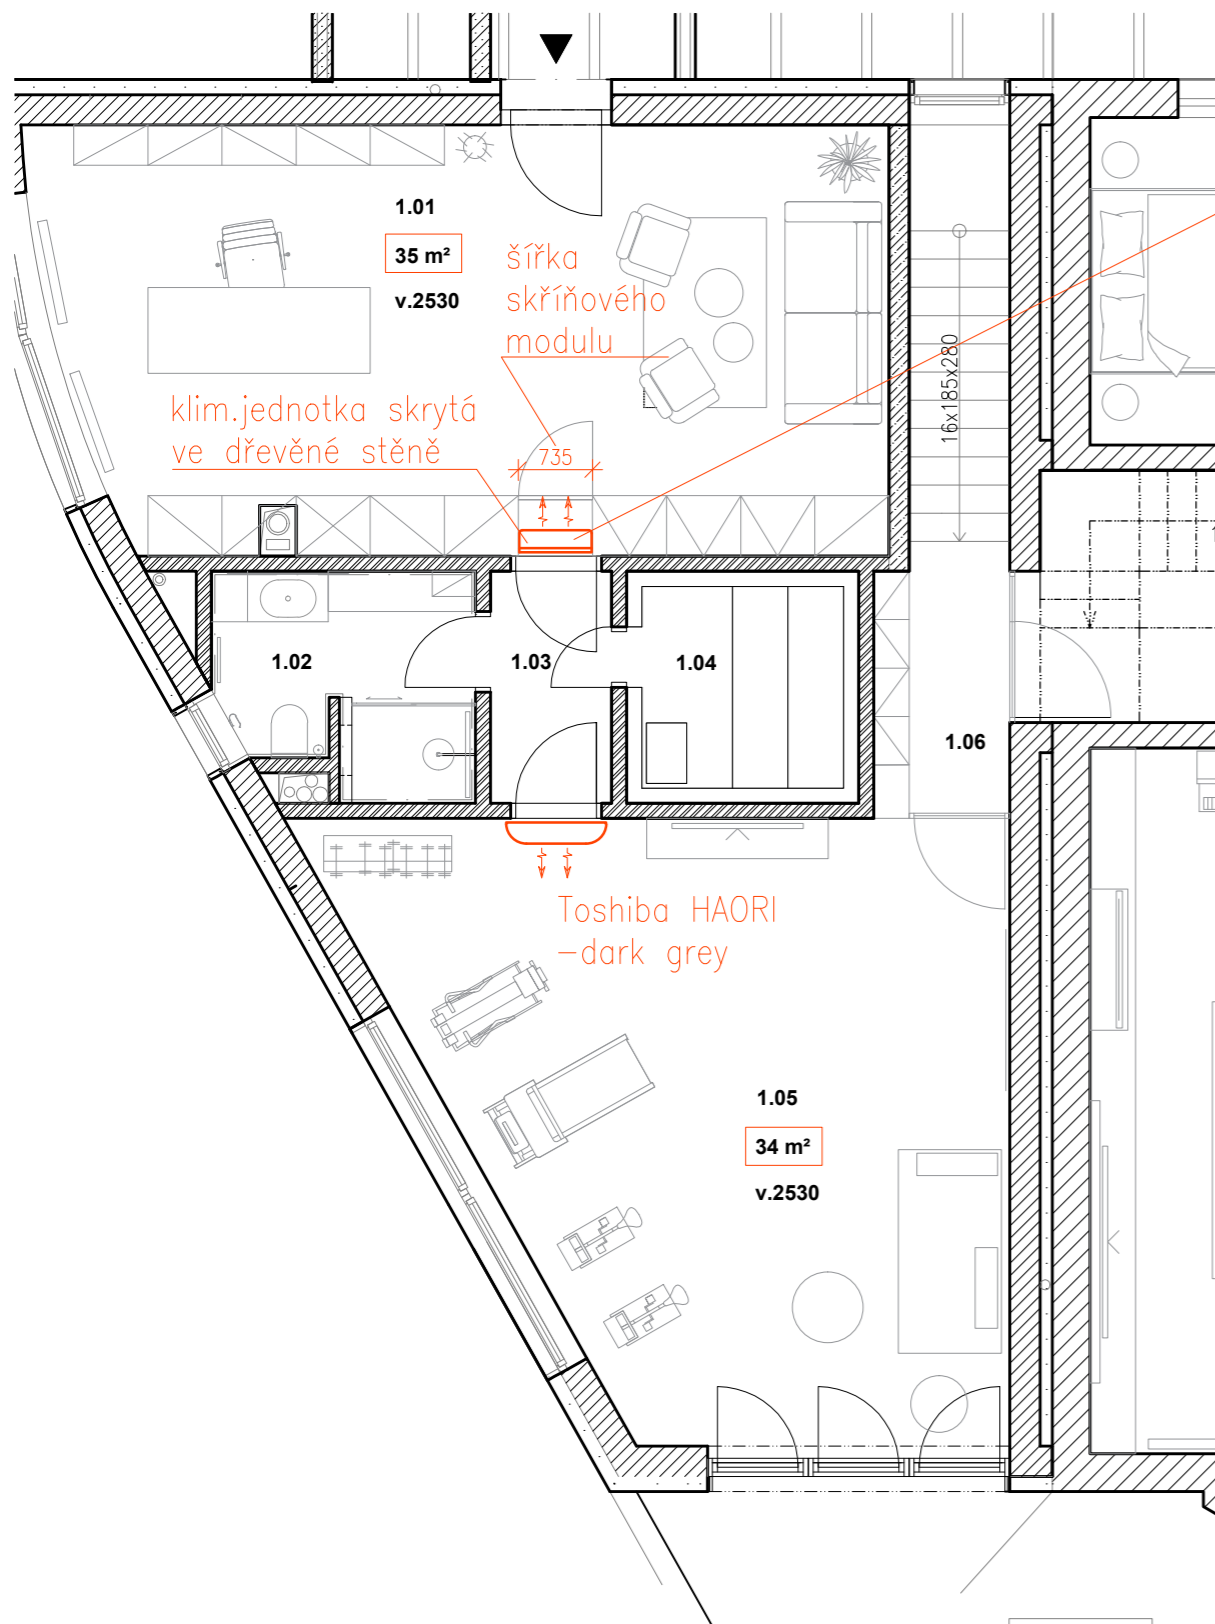 1.01
35 m²
v.2530
šířka
skříňového
modulu
klim.jednotka skrytá
ve dřevěné stěně
735
16x185x280
1.02
1.03
1.04
1.06
Toshiba HAORI
-dark grey
1.05
34 m²
v.2530